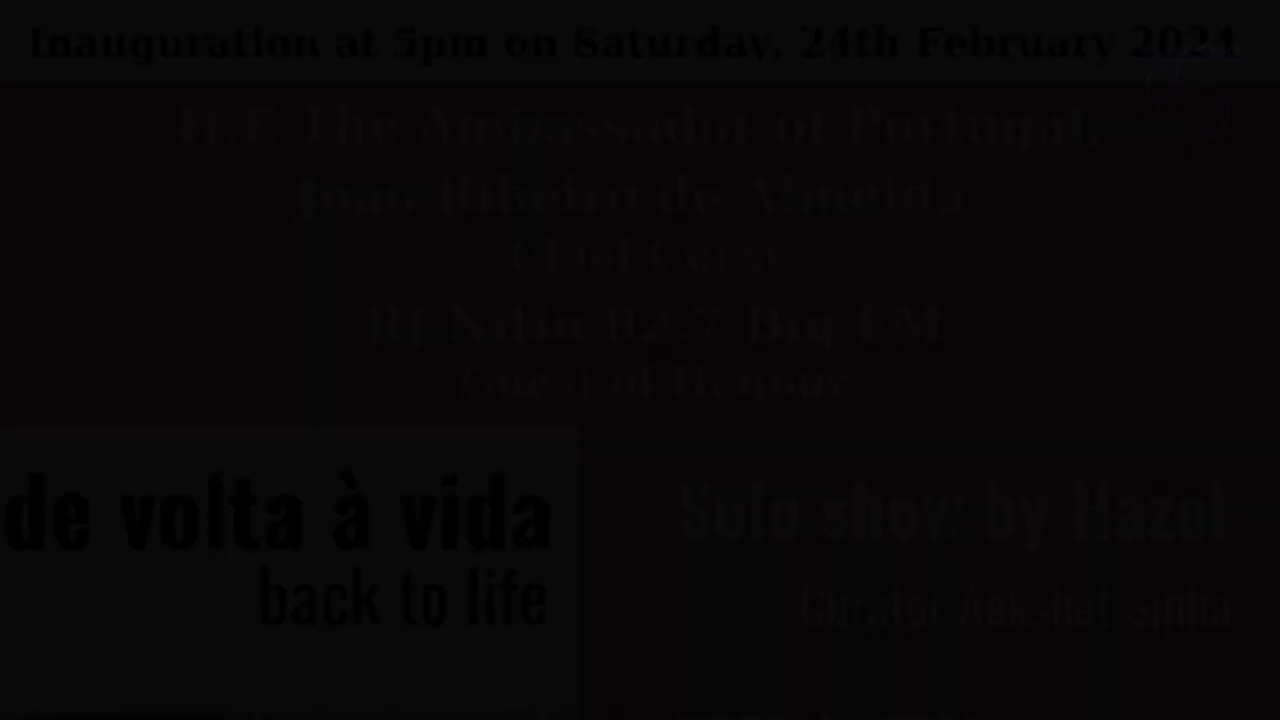 Inauguration at 5pm on Saturday, 24th February 2024
H.E The Ambassador of Portugal,
João Ribeiro de Almeida
Chief Guest
RJ Nitin 92.7 Big FM
Guest of Honour
de volta à vida
back to life
Solo show by Hazel
Curator Aakshat Sinha